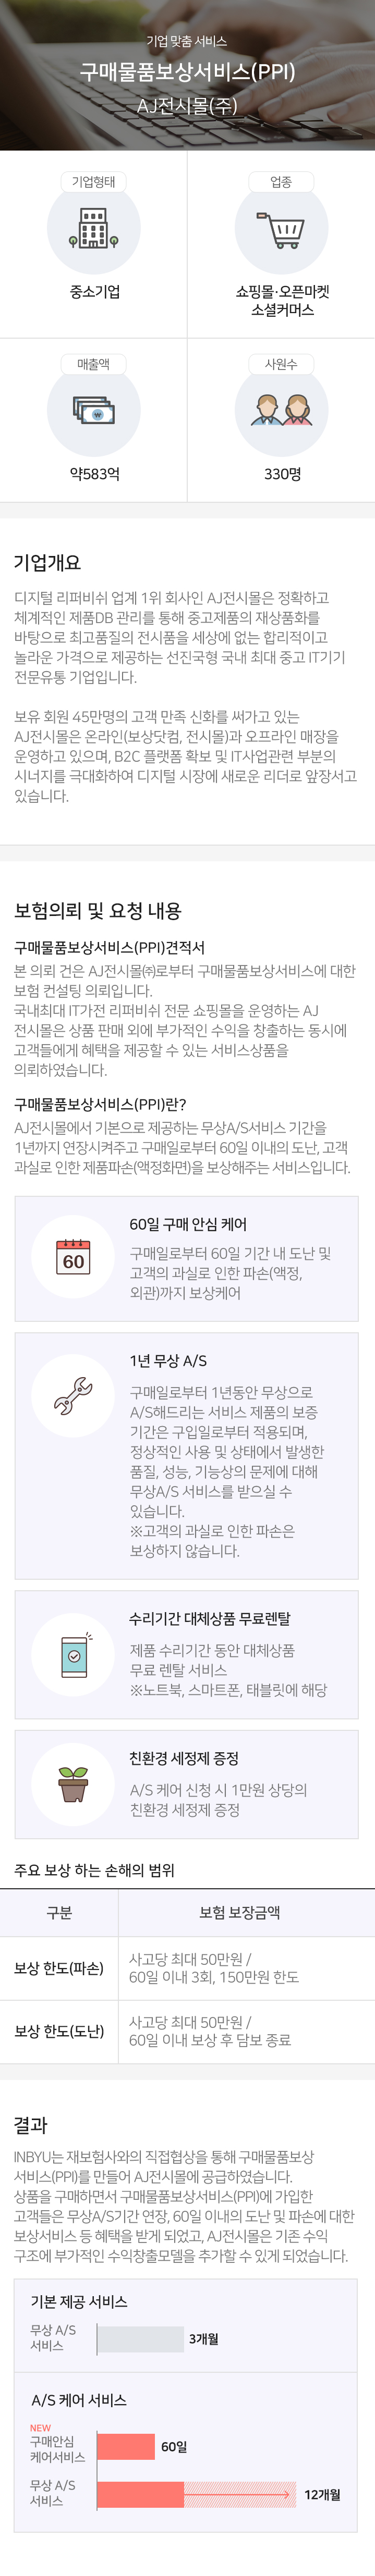 기업 맞춤 서비스
구매물품보상서비스(PPI)
AJ전시몰(주)
기업형태
업종
중소기업
쇼핑몰·오픈마켓
소셜커머스
매출액
사원수
약583억
330명
기업개요
디지털 리퍼비쉬 업계 1위 회사인 AJ전시몰은 정확하고
체계적인 제품DB 관리를 통해 중고제품의 재상품화를
바탕으로 최고품질의 전시품을 세상에 없는 합리적이고
놀라운 가격으로 제공하는 선진국형 국내 최대 중고 IT기기
전문유통 기업입니다.
보유 회원 45만명의 고객 만족 신화를 써가고 있는
AJ전시몰은 온라인(보상닷컴, 전시몰)과 오프라인 매장을
운영하고 있으며, B2C 플랫폼 확보 및 IT사업관련 부분의
시너지를 극대화하여 디지털 시장에 새로운 리더로 앞장서고
있습니다.
보험의뢰 및 요청 내용
구매물품보상서비스(PPI)견적서
본 의뢰 건은 AJ전시몰㈜로부터 구매물품보상서비스에 대한
보험 컨설팅 의뢰입니다.
국내최대 IT가전 리퍼비쉬 전문 쇼핑몰을 운영하는 AJ
전시몰은 상품 판매 외에 부가적인 수익을 창출하는 동시에
고객들에게 혜택을 제공할 수 있는 서비스상품을
의뢰하였습니다.
구매물품보상서비스(PPI)란?
AJ전시몰에서 기본으로 제공하는 무상A/S서비스 기간을
1년까지 연장시켜주고 구매일로부터 60일 이내의 도난, 고객
과실로 인한 제품파손(액정화면)을 보상해주는 서비스입니다.
60
60일 구매 안심 케어
구매일로부터 60일 기간 내 도난 및
고객의 과실로 인한 파손(액정,
외관)까지 보상케어
1년 무상 A/S
구매일로부터 1년동안 무상으로
A/S해드리는 서비스 제품의 보증
기간은 구입일로부터 적용되며,
정상적인 사용 및 상태에서 발생한
품질, 성능, 기능상의 문제에 대해
무상A/S 서비스를 받으실 수
있습니다.
※고객의 과실로 인한 파손은
보상하지 않습니다.
수리기간 대체상품 무료렌탈
제품 수리기간 동안 대체상품
무료 렌탈 서비스
※노트북, 스마트폰, 태블릿에 해당
친환경 세정제 증정
A/S 케어 신청 시 1만원 상당의
친환경 세정제 증정
주요 보상 하는 손해의 범위
구분
보험 보장금액
보상 한도(파손)
사고당 최대 50만원 /
60일 이내 3회, 150만원 한도
보상 한도(도난)
사고당 최대 50만원 /
60일 이내 보상 후 담보 종료
결과
INBYU는 재보험사와의 직접협상을 통해 구매물품보상
서비스(PPI)를 만들어 AJ전시몰에 공급하였습니다.
상품을 구매하면서 구매물품보상서비스(PPI)에 가입한
고객들은 무상A/S기간 연장, 60일 이내의 도난 및 파손에 대한
보상서비스 등 혜택을 받게 되었고, AJ전시몰은 기존 수익
구조에 부가적인 수익창출모델을 추가할 수 있게 되었습니다.
기본 제공 서비스
무상 A/S
서비스
3개월
A/S 케어 서비스
NEW
구매안심
케어서비스
60일
무상 A/S
서비스
12개월